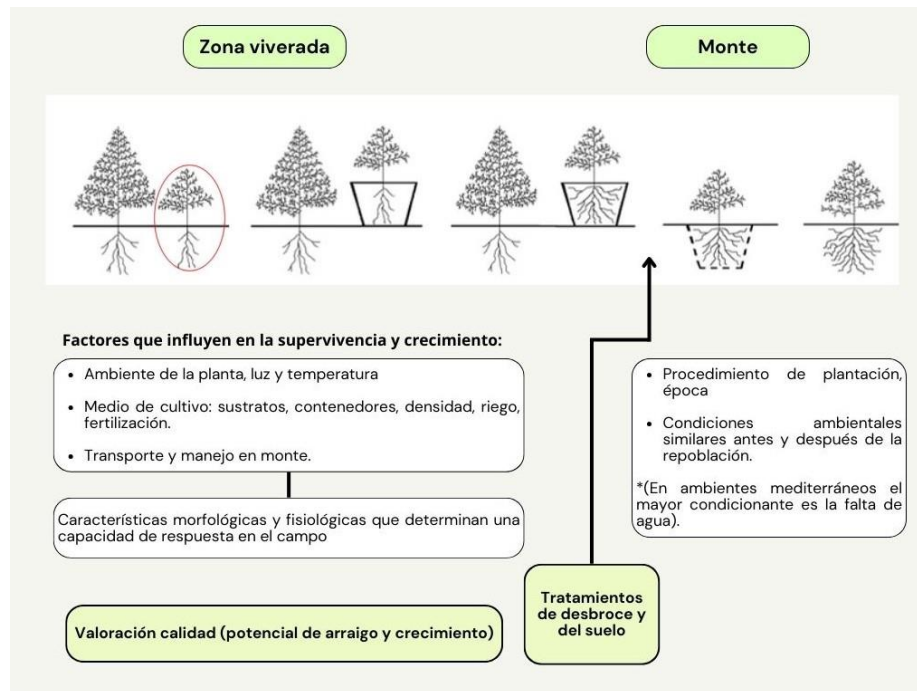 Zona viverada
Monte
Factores que influyen en la supervivencia y crecimiento:
• Ambiente de la planta, luz y temperatura
• Medio de cultivo: sustratos, contenedores, densidad, riego,
fertilización.
• Transporte y manejo en monte.
Características morfológicas y fisiológicas que determinan una
capacidad de respuesta en el campo
Valoración calidad (potencial de arraigo y crecimiento)
Tratamientos
de desbroce y
del suelo
• Procedimiento de plantación,
época
• Condiciones ambientales
similares antes y después de la
repoblación.
*(En ambientes mediterráneos el
mayor condicionante es la falta de
agua).